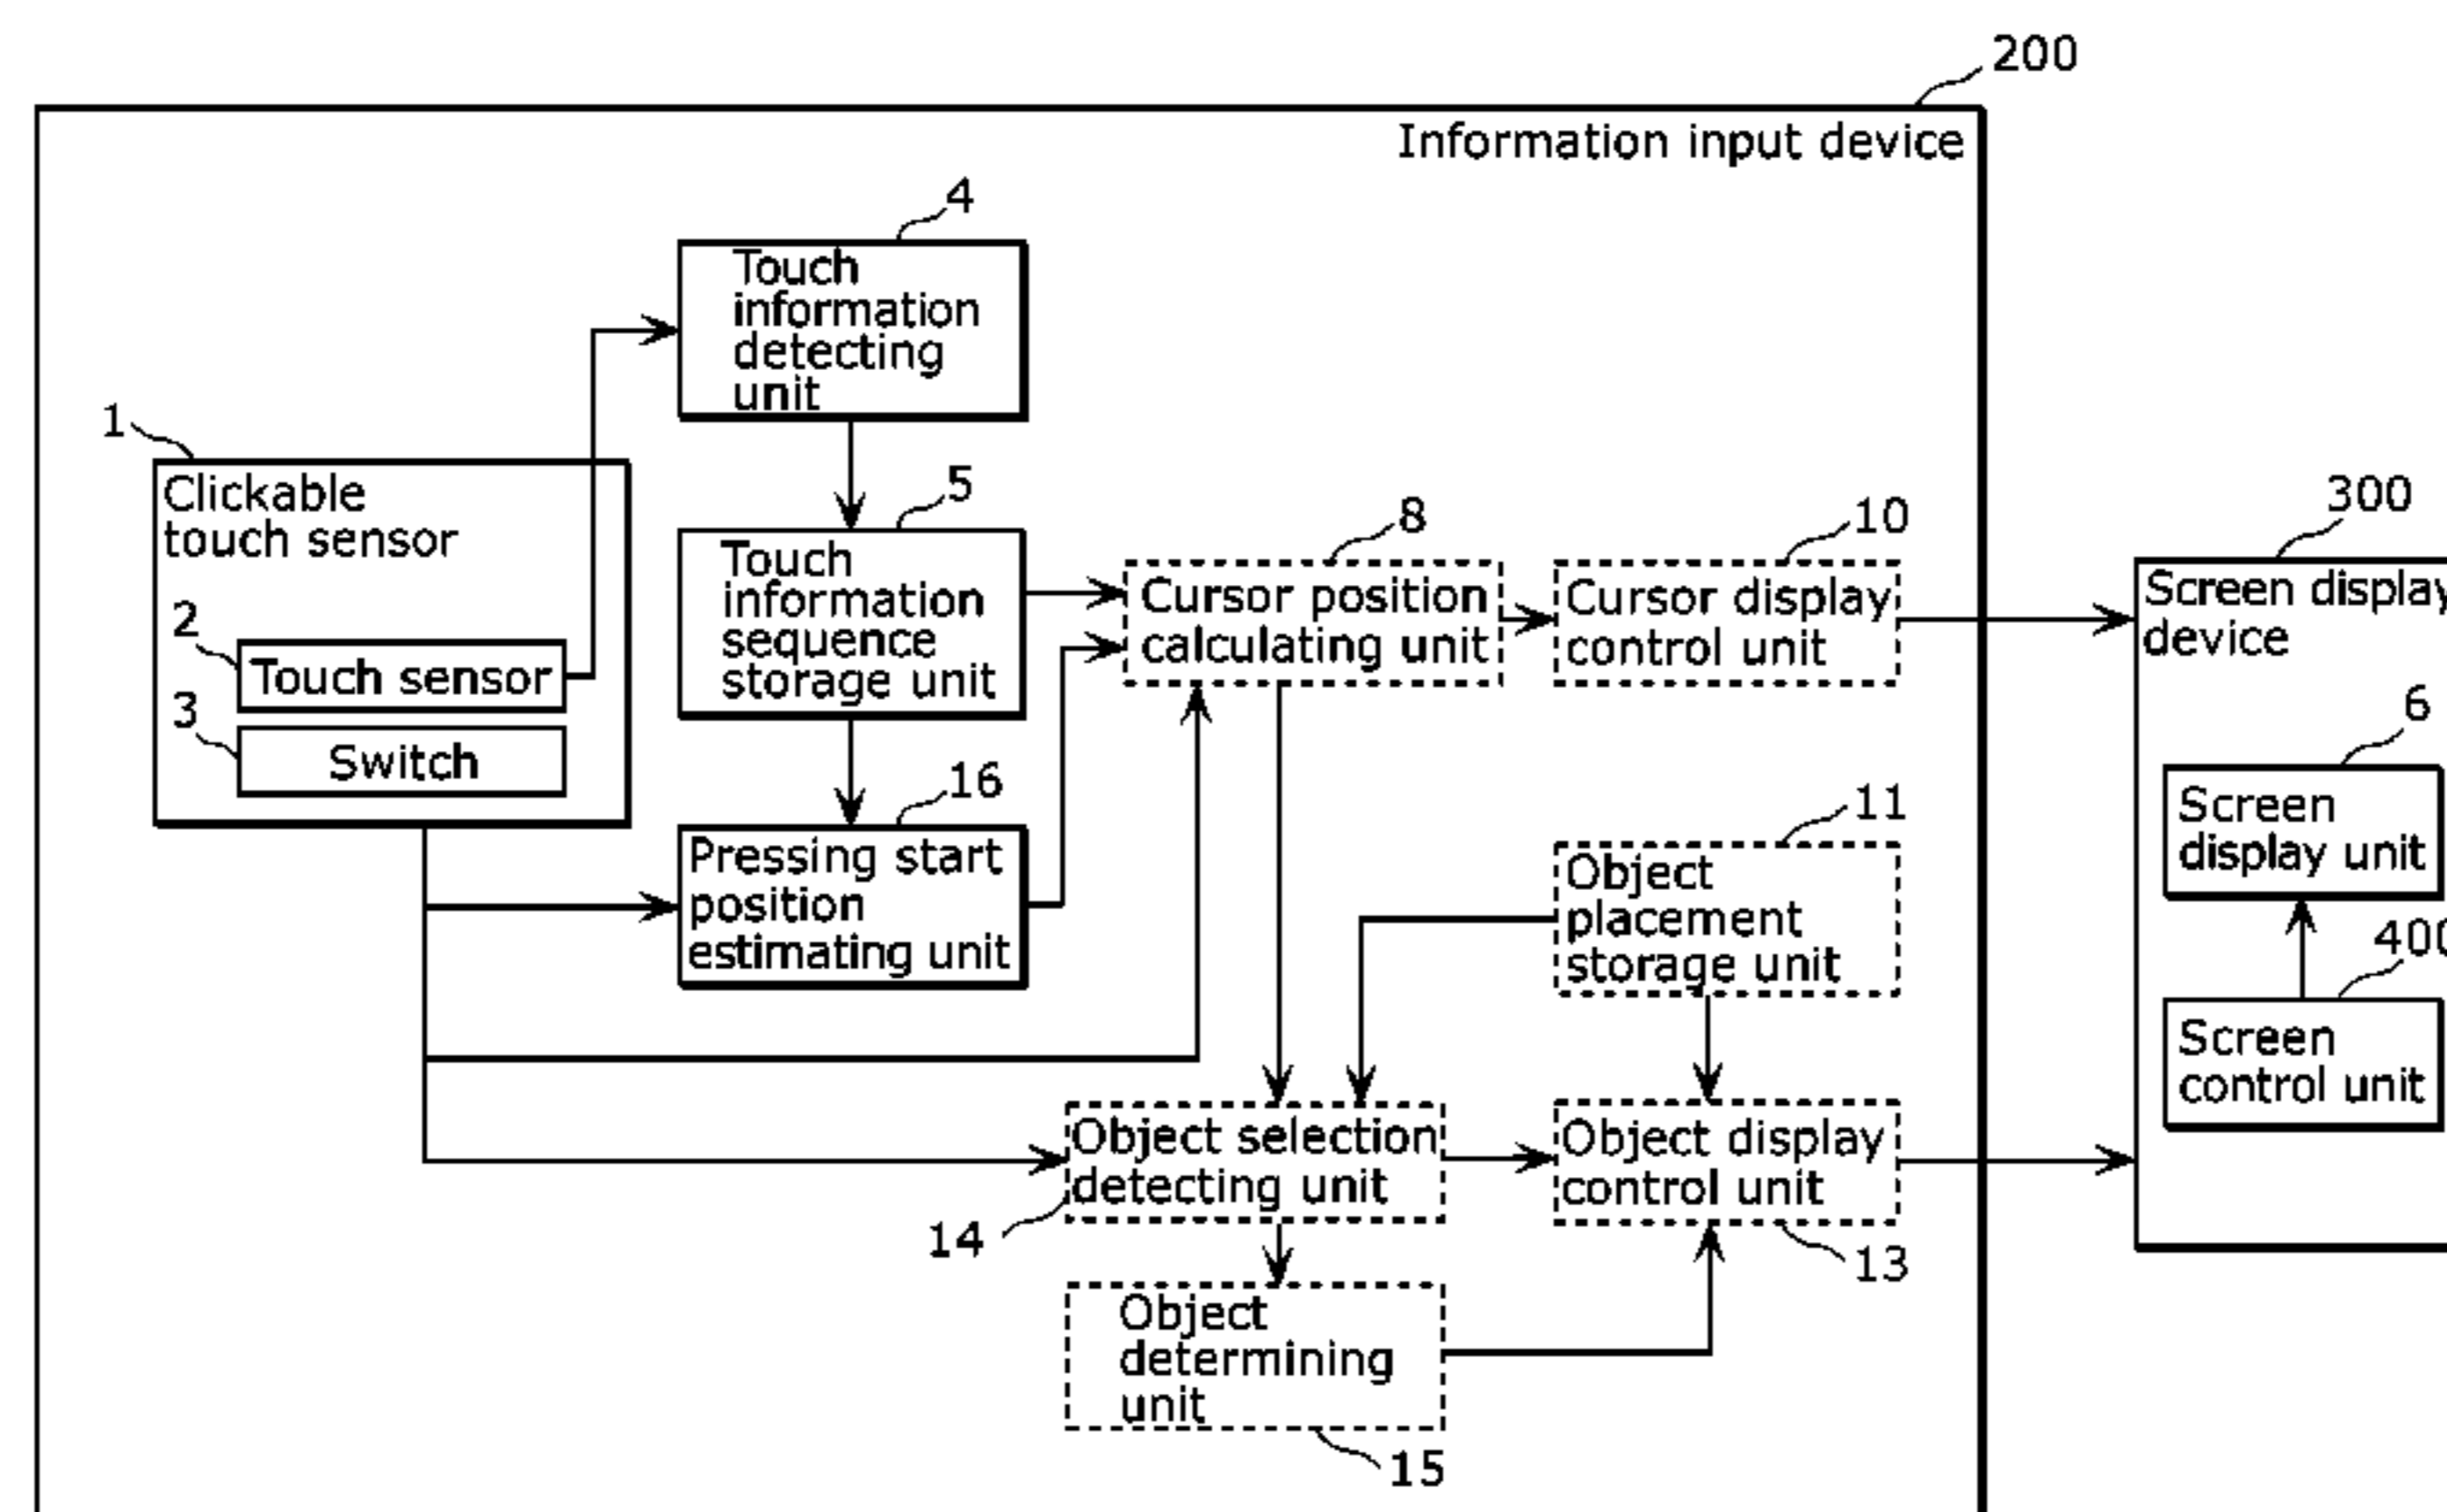 200
Information input device
4
Touch
information
detecting
unit
1
Clickable
touch sensor
2
Touch sensor
3
Switch
5
Touch
information
sequence
storage unit
16
Pressing start
position
estimating unit
8
Cursor position
calculating unit
10
Cursor display
control unit
11
Object
placement
storage unit
Object selection
detecting unit
14
Object display
control unit
13
Object
determining
unit
15
300
Screen display
device
6
Screen
display unit
400
Screen
control unit